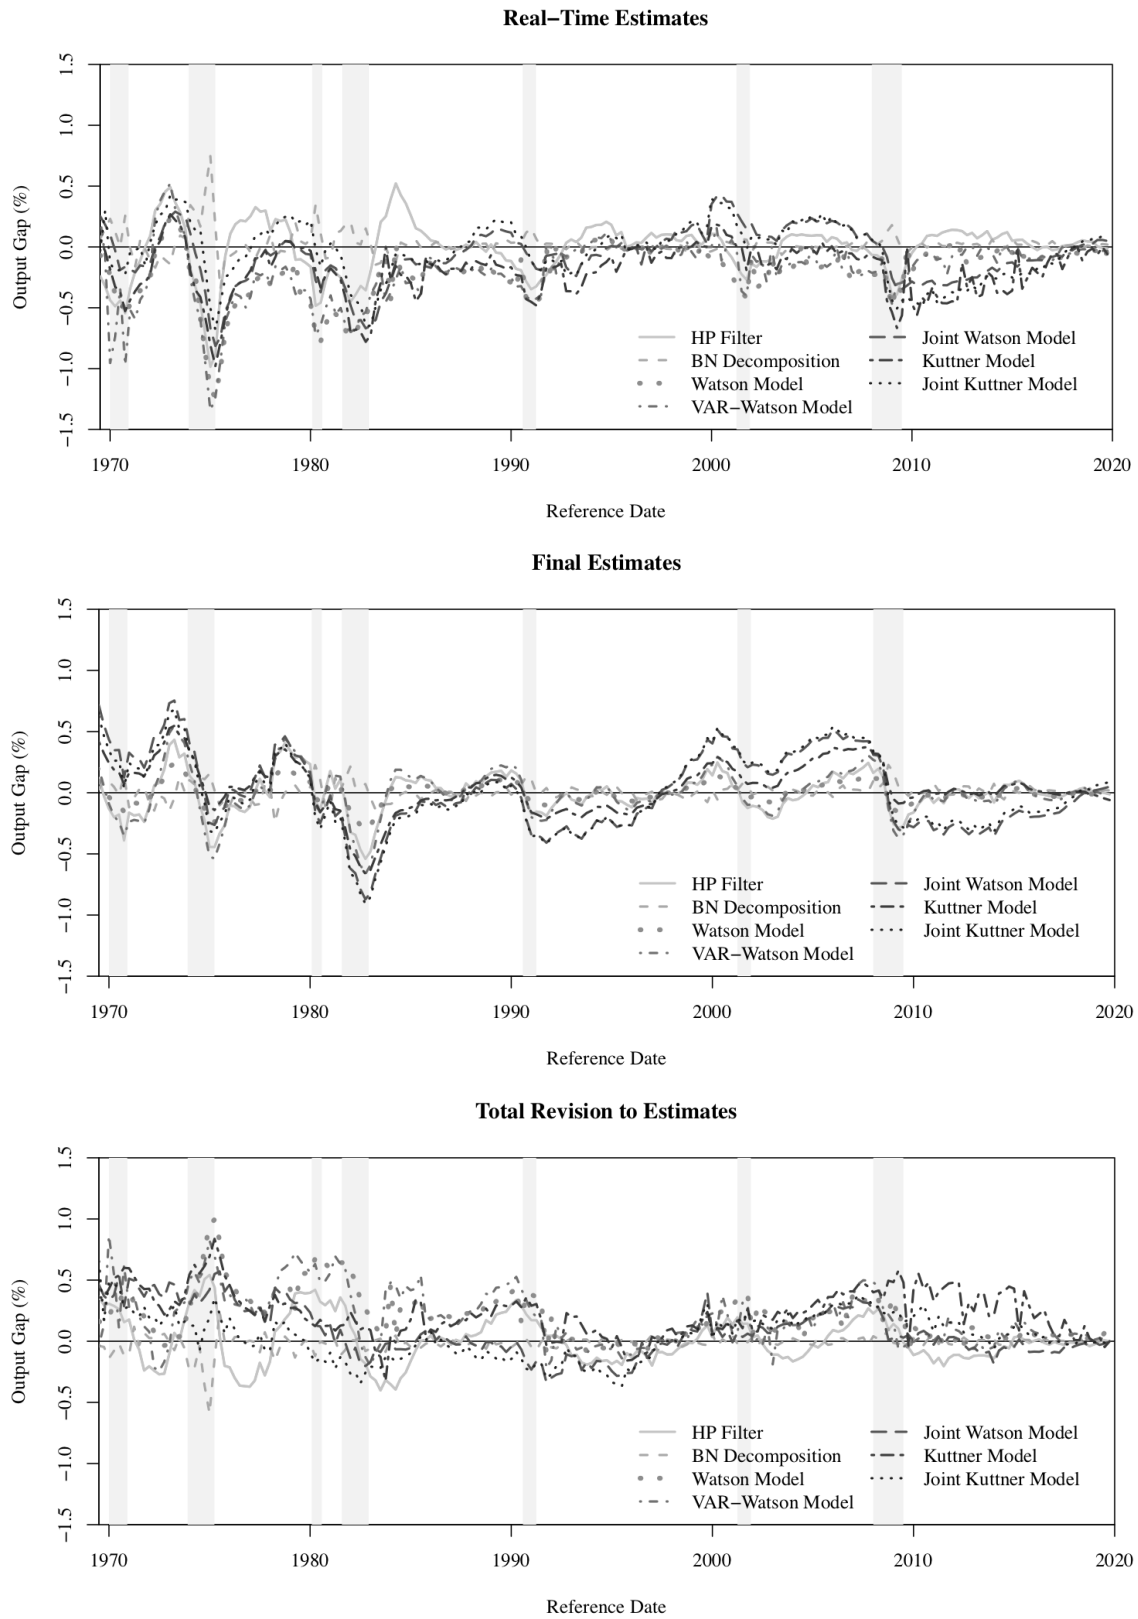 Real−Time Estimates
Output Gap (%)
1.5
1.0
0.5
0.0
−0.5
−1.0
−1.5
HP Filter
BN Decomposition
Watson Model
VAR−Watson Model
Joint Watson Model
Kuttner Model
Joint Kuttner Model
1970 1980 1990 2000 2010 2020
Reference Date
Final Estimates
Output Gap (%)
1.5
1.0
0.5
0.0
−0.5
−1.0
−1.5
HP Filter
BN Decomposition
Watson Model
VAR−Watson Model
Joint Watson Model
Kuttner Model
Joint Kuttner Model
1970 1980 1990 2000 2010 2020
Reference Date
Total Revision to Estimates
Output Gap (%)
1.5
1.0
0.5
0.0
−0.5
−1.0
−1.5
HP Filter
BN Decomposition
Watson Model
VAR−Watson Model
Joint Watson Model
Kuttner Model
Joint Kuttner Model
1970 1980 1990 2000 2010 2020
Reference Date